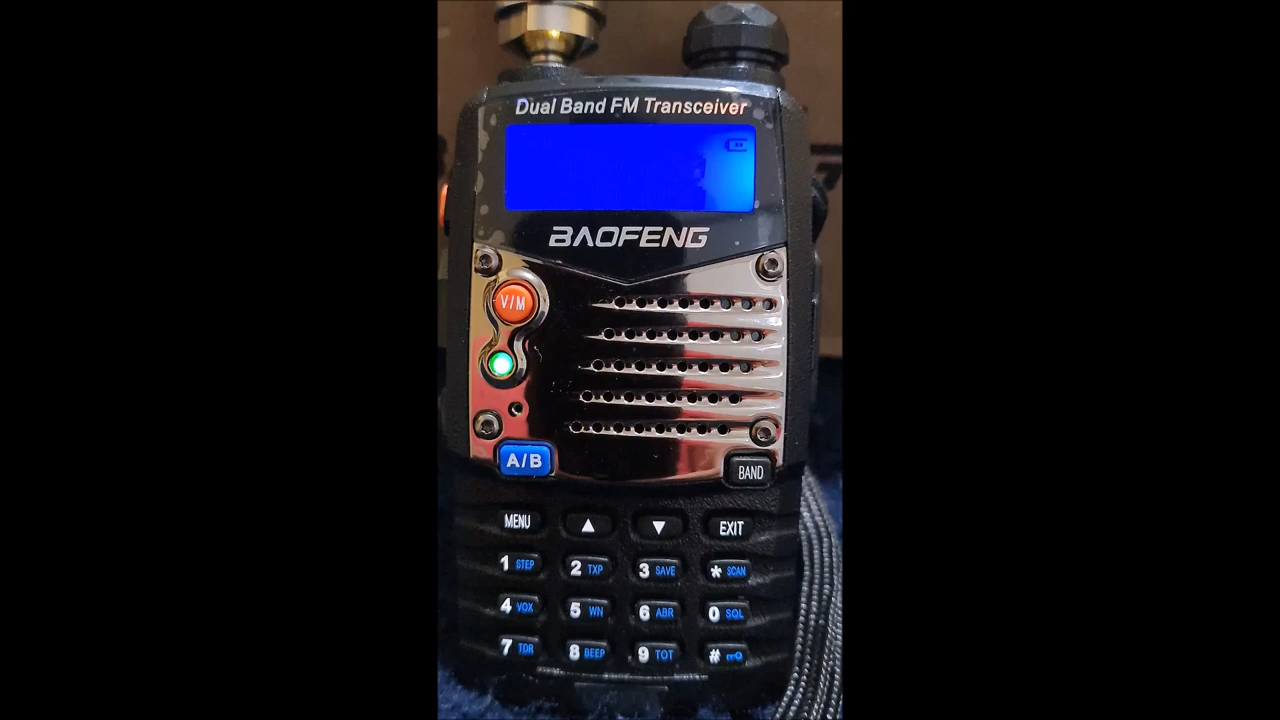 Dual Band FM Transceiver
BAOFENG
V/M
A/B
BAND
MENU ▲ ▼ EXIT
1 STEP 2 TXP 3 SAVE * SCAN
4 VOX 5 WN 6 ABR 0 SQL
7 TDR 8 BEEP 9 TOT #